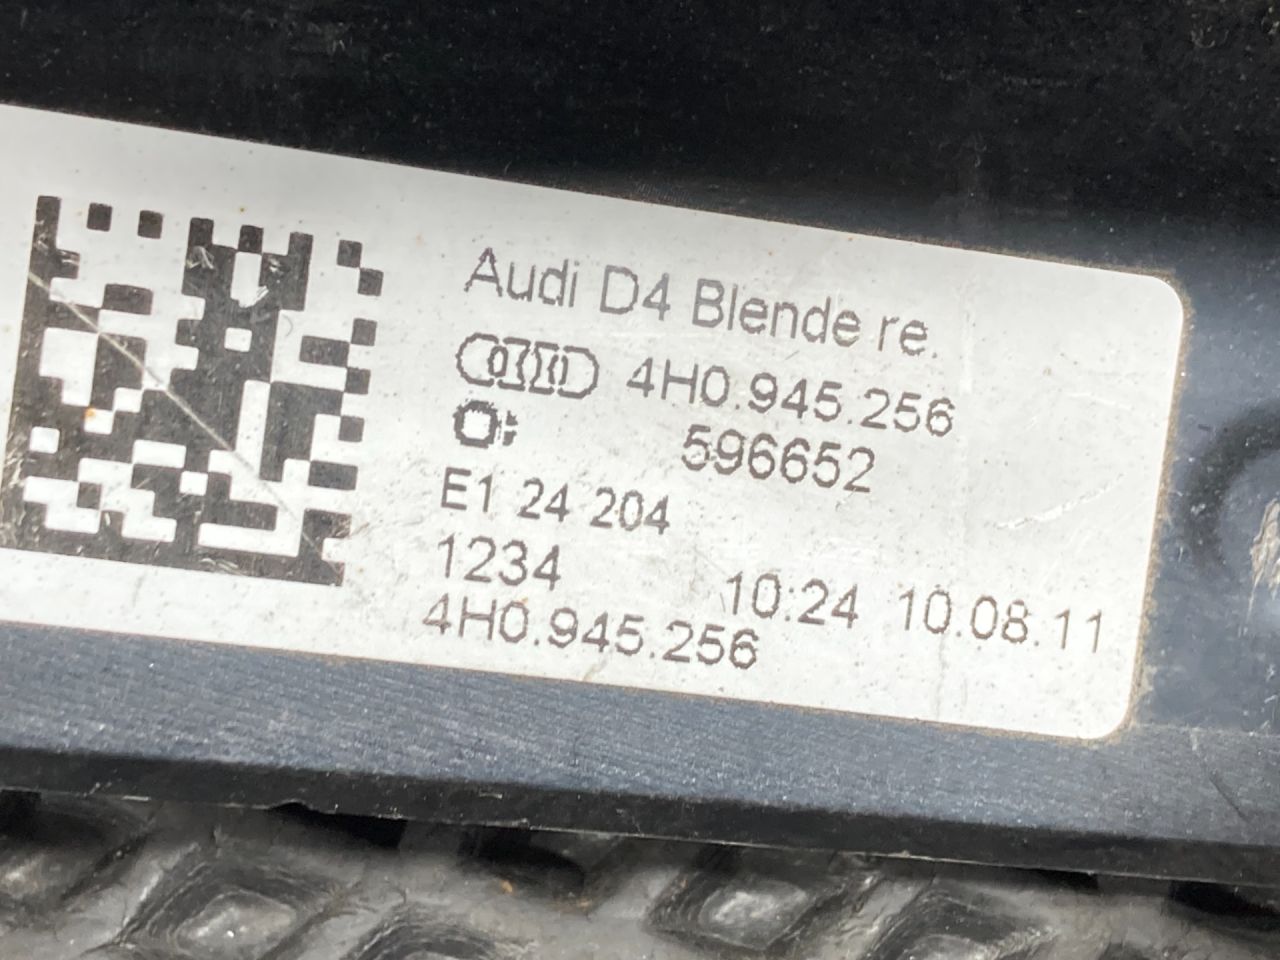 Audi D4 Blende re.
4H0.945.256
596652
E1 24 204
1234 10:24 10.08.11
4H0.945.256